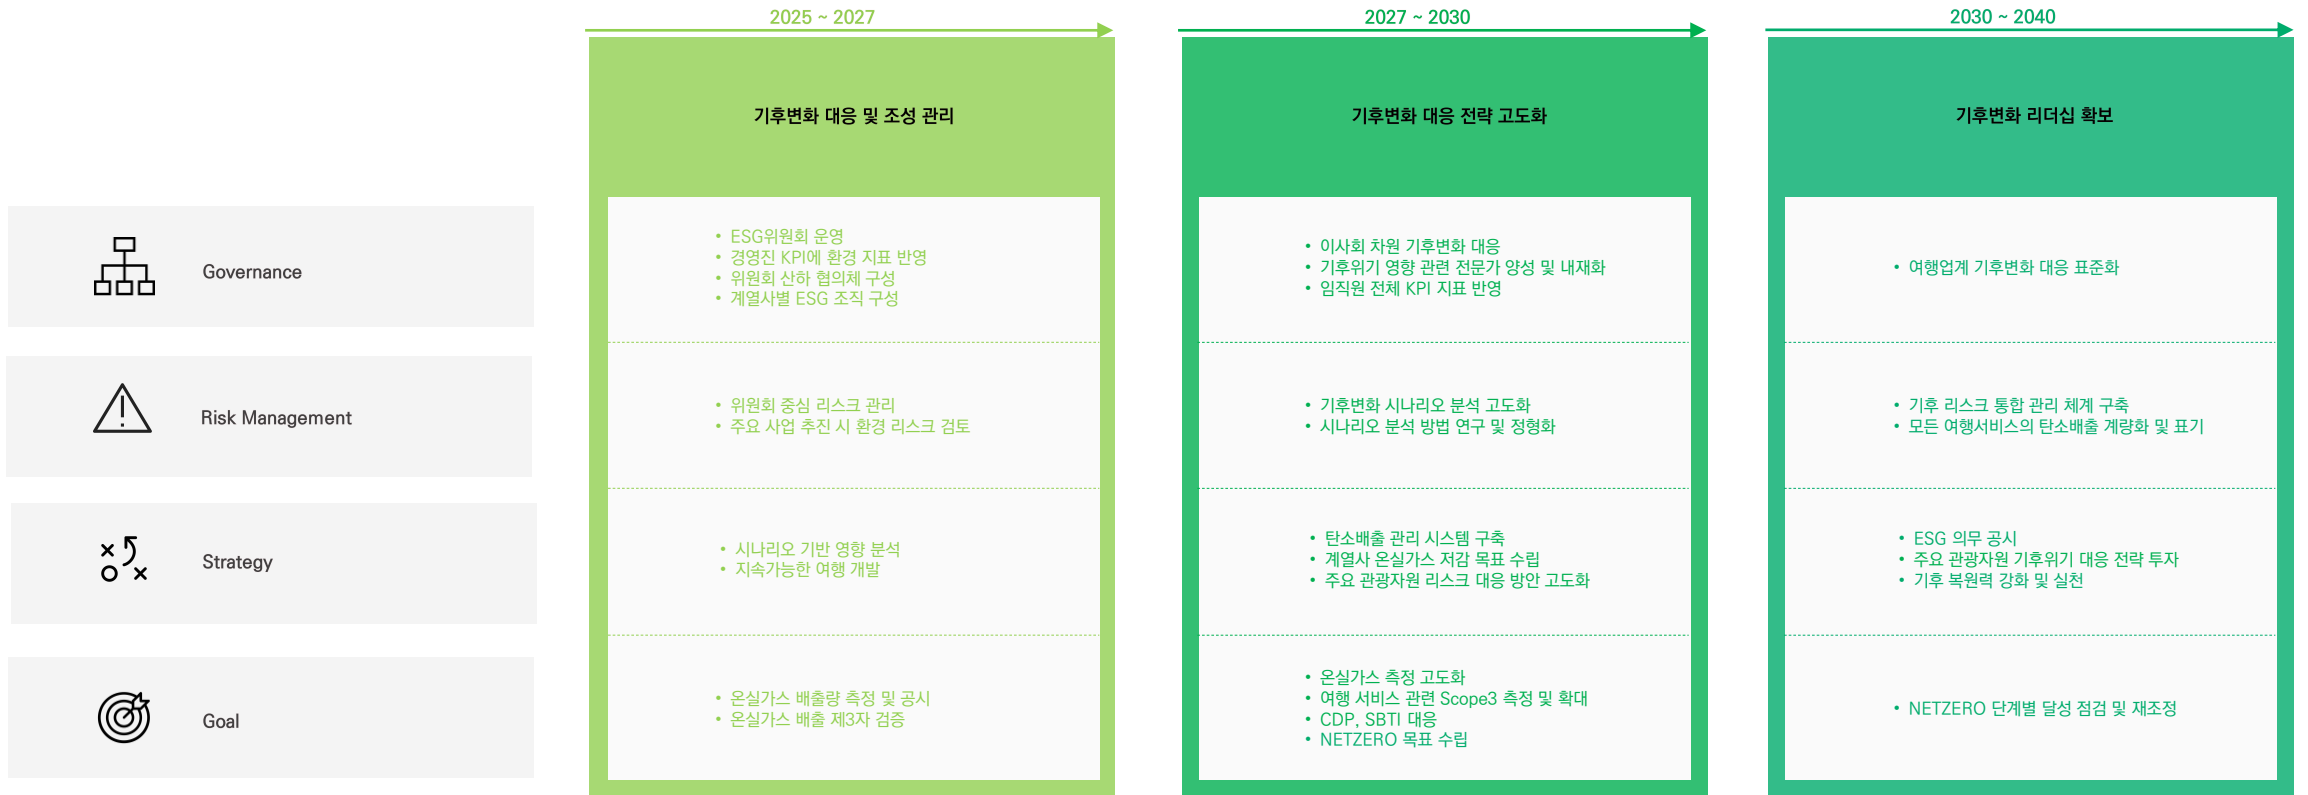 2025 ~ 2027
2027 ~ 2030
2030 ~ 2040
기후변화 대응 및 조성 관리
기후변화 대응 전략 고도화
기후변화 리더십 확보
Governance
• ESG위원회 운영
• 경영진 KPI에 환경 지표 반영
• 위원회 산하 협의체 구성
• 계열사별 ESG 조직 구성
• 이사회 차원 기후변화 대응
• 기후위기 영향 관련 전문가 양성 및 내재화
• 임직원 전체 KPI 지표 반영
• 여행업계 기후변화 대응 표준화
Risk Management
• 위원회 중심 리스크 관리
• 주요 사업 추진 시 환경 리스크 검토
• 기후변화 시나리오 분석 고도화
• 시나리오 분석 방법 연구 및 정형화
• 기후 리스크 통합 관리 체계 구축
• 모든 여행서비스의 탄소배출 계량화 및 표기
Strategy
• 시나리오 기반 영향 분석
• 지속가능한 여행 개발
• 탄소배출 관리 시스템 구축
• 계열사 온실가스 저감 목표 수립
• 주요 관광자원 리스크 대응 방안 고도화
• ESG 의무 공시
• 주요 관광자원 기후위기 대응 전략 투자
• 기후 복원력 강화 및 실천
Goal
• 온실가스 배출량 측정 및 공시
• 온실가스 배출 제3자 검증
• 온실가스 측정 고도화
• 여행 서비스 관련 Scope3 측정 및 확대
• CDP, SBTI 대응
• NETZERO 목표 수립
• NETZERO 단계별 달성 점검 및 재조정